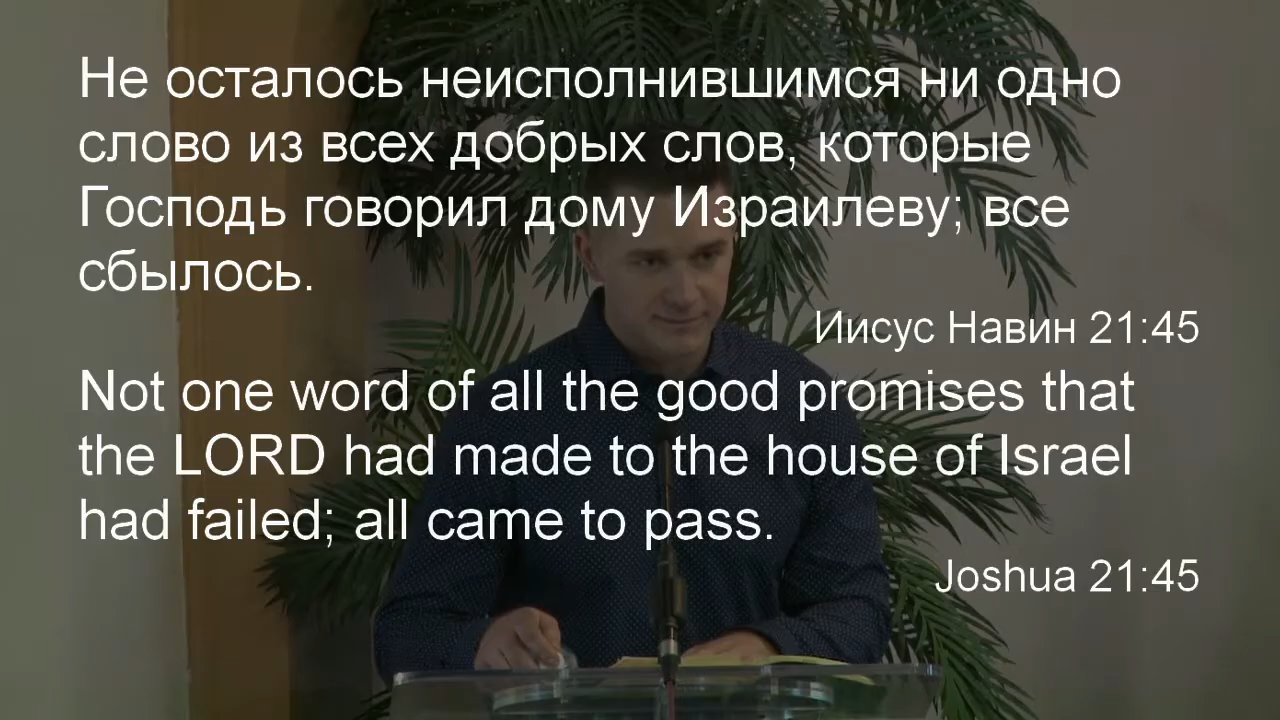 Не осталось неисполнившимся ни одно
слово из всех добрых слов, которые
Господь говорил дому Израилеву; все
сбылось.
Иисус Навин 21:45
Not one word of all the good promises that
the LORD had made to the house of Israel
had failed; all came to pass.
Joshua 21:45